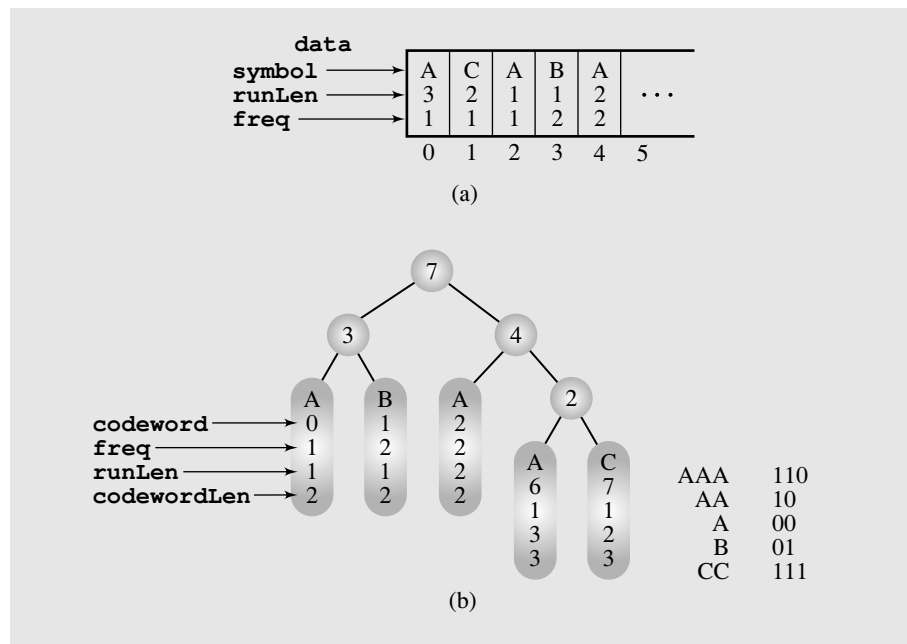 data
symbol A C A B A
runLen 3 2 1 1 2 ...
freq 1 1 1 2 2
0 1 2 3 4 5
(a)
7
3 4
A B A 2
codeword 0 1 2
freq 1 2 2 A C
runLen 1 1 2 6 7 AAA 110
codewordLen 2 2 2 1 1 AA 10
3 2 A 00
3 3 B 01
CC 111
(b)